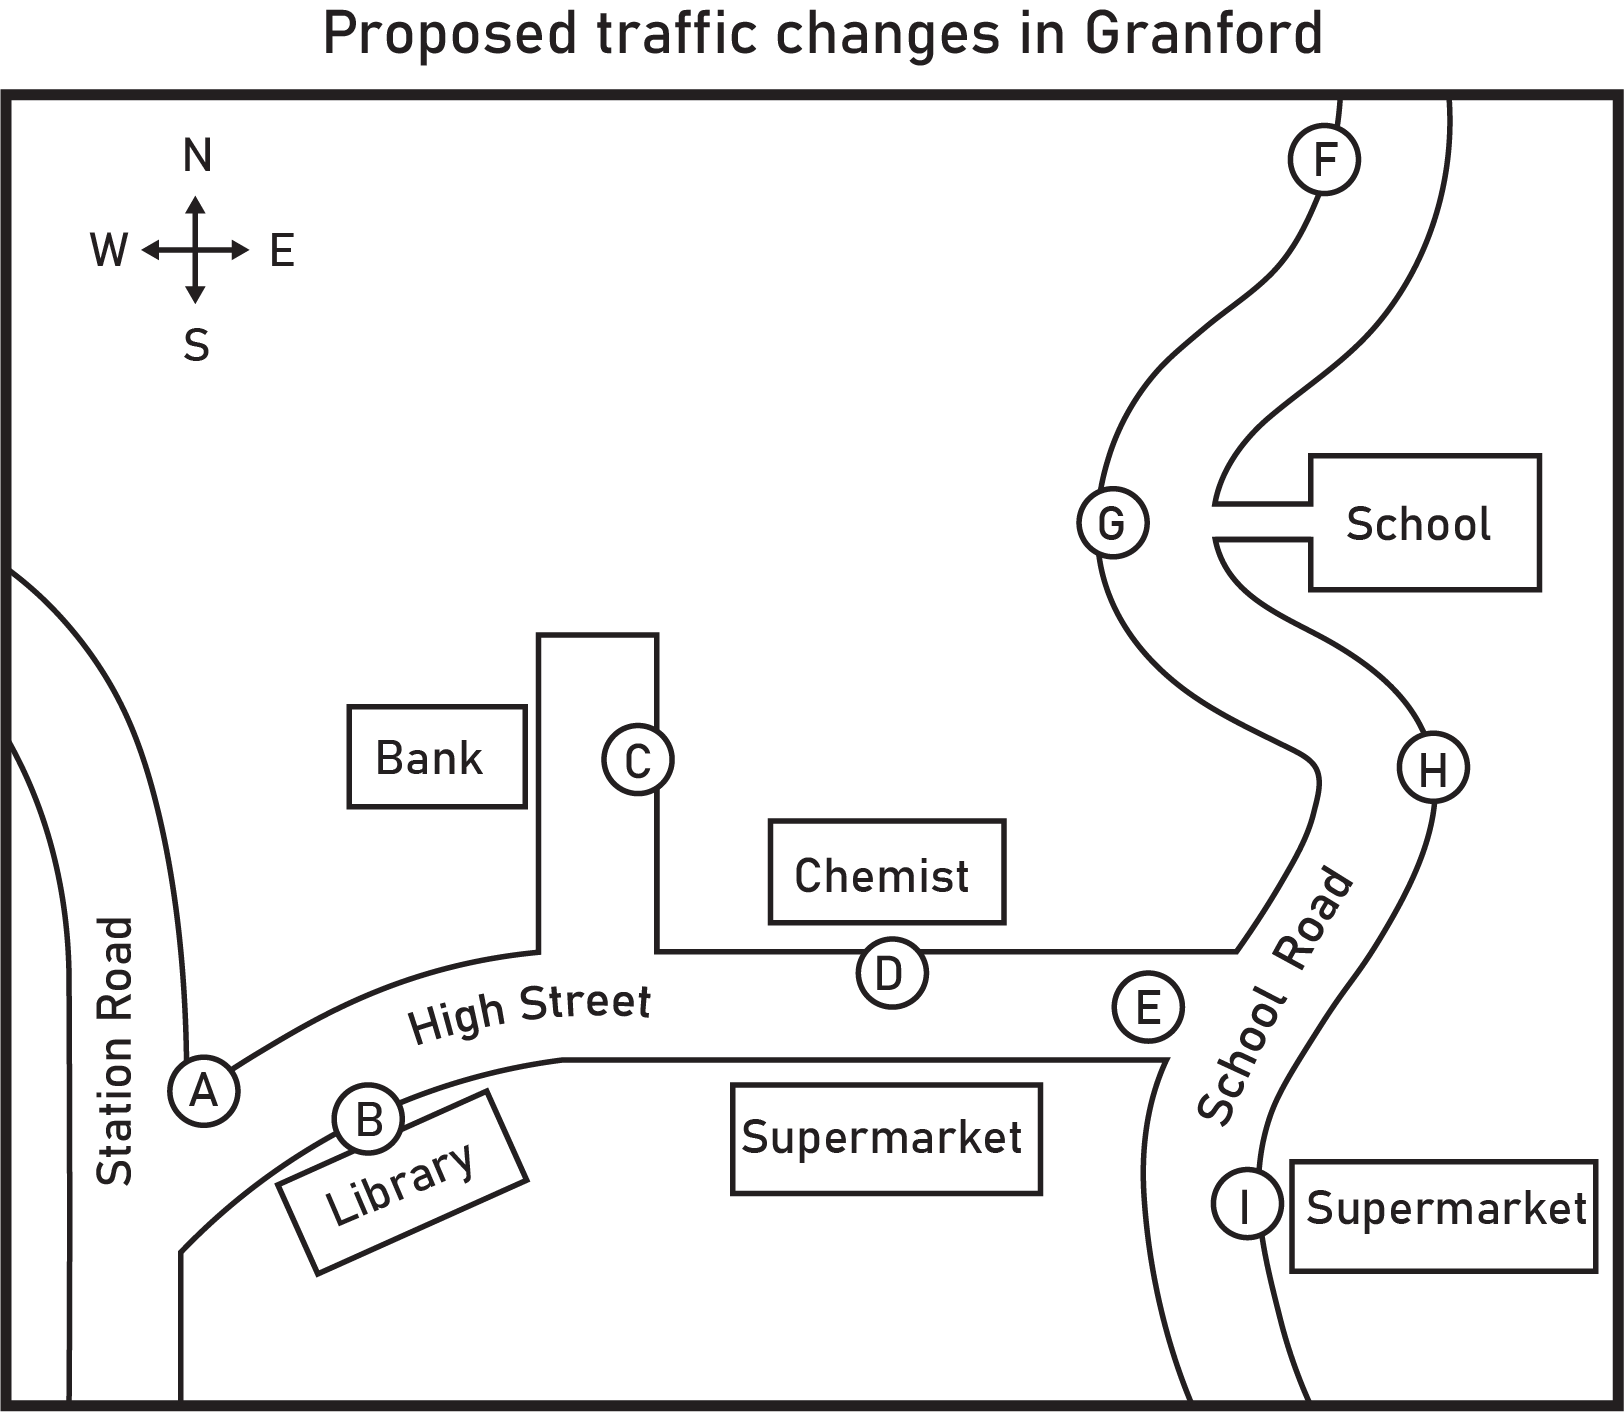 Proposed traffic changes in Granford
N
W
E
S
F
G
School
Bank
C
H
Chemist
D
E
High Street
School Road
Station Road
A
B
Library
Supermarket
I
Supermarket